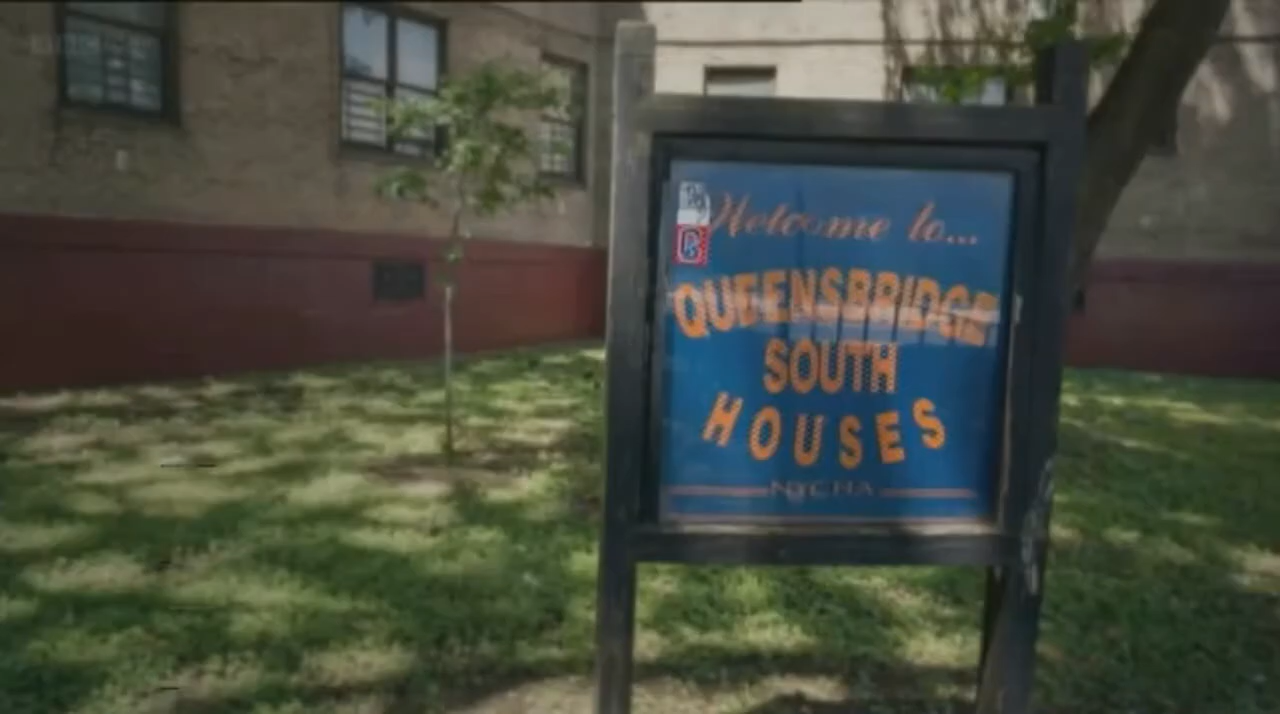 Welcome to...
QUEENSBRIDGE
SOUTH
HOUSES
NYCHA